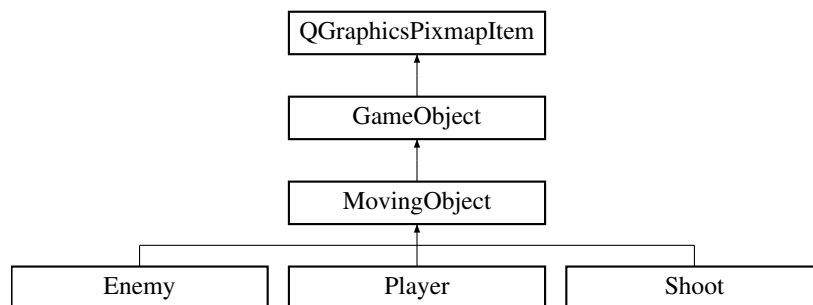 QGraphicsPixmapItem
GameObject
MovingObject
Enemy
Player
Shoot